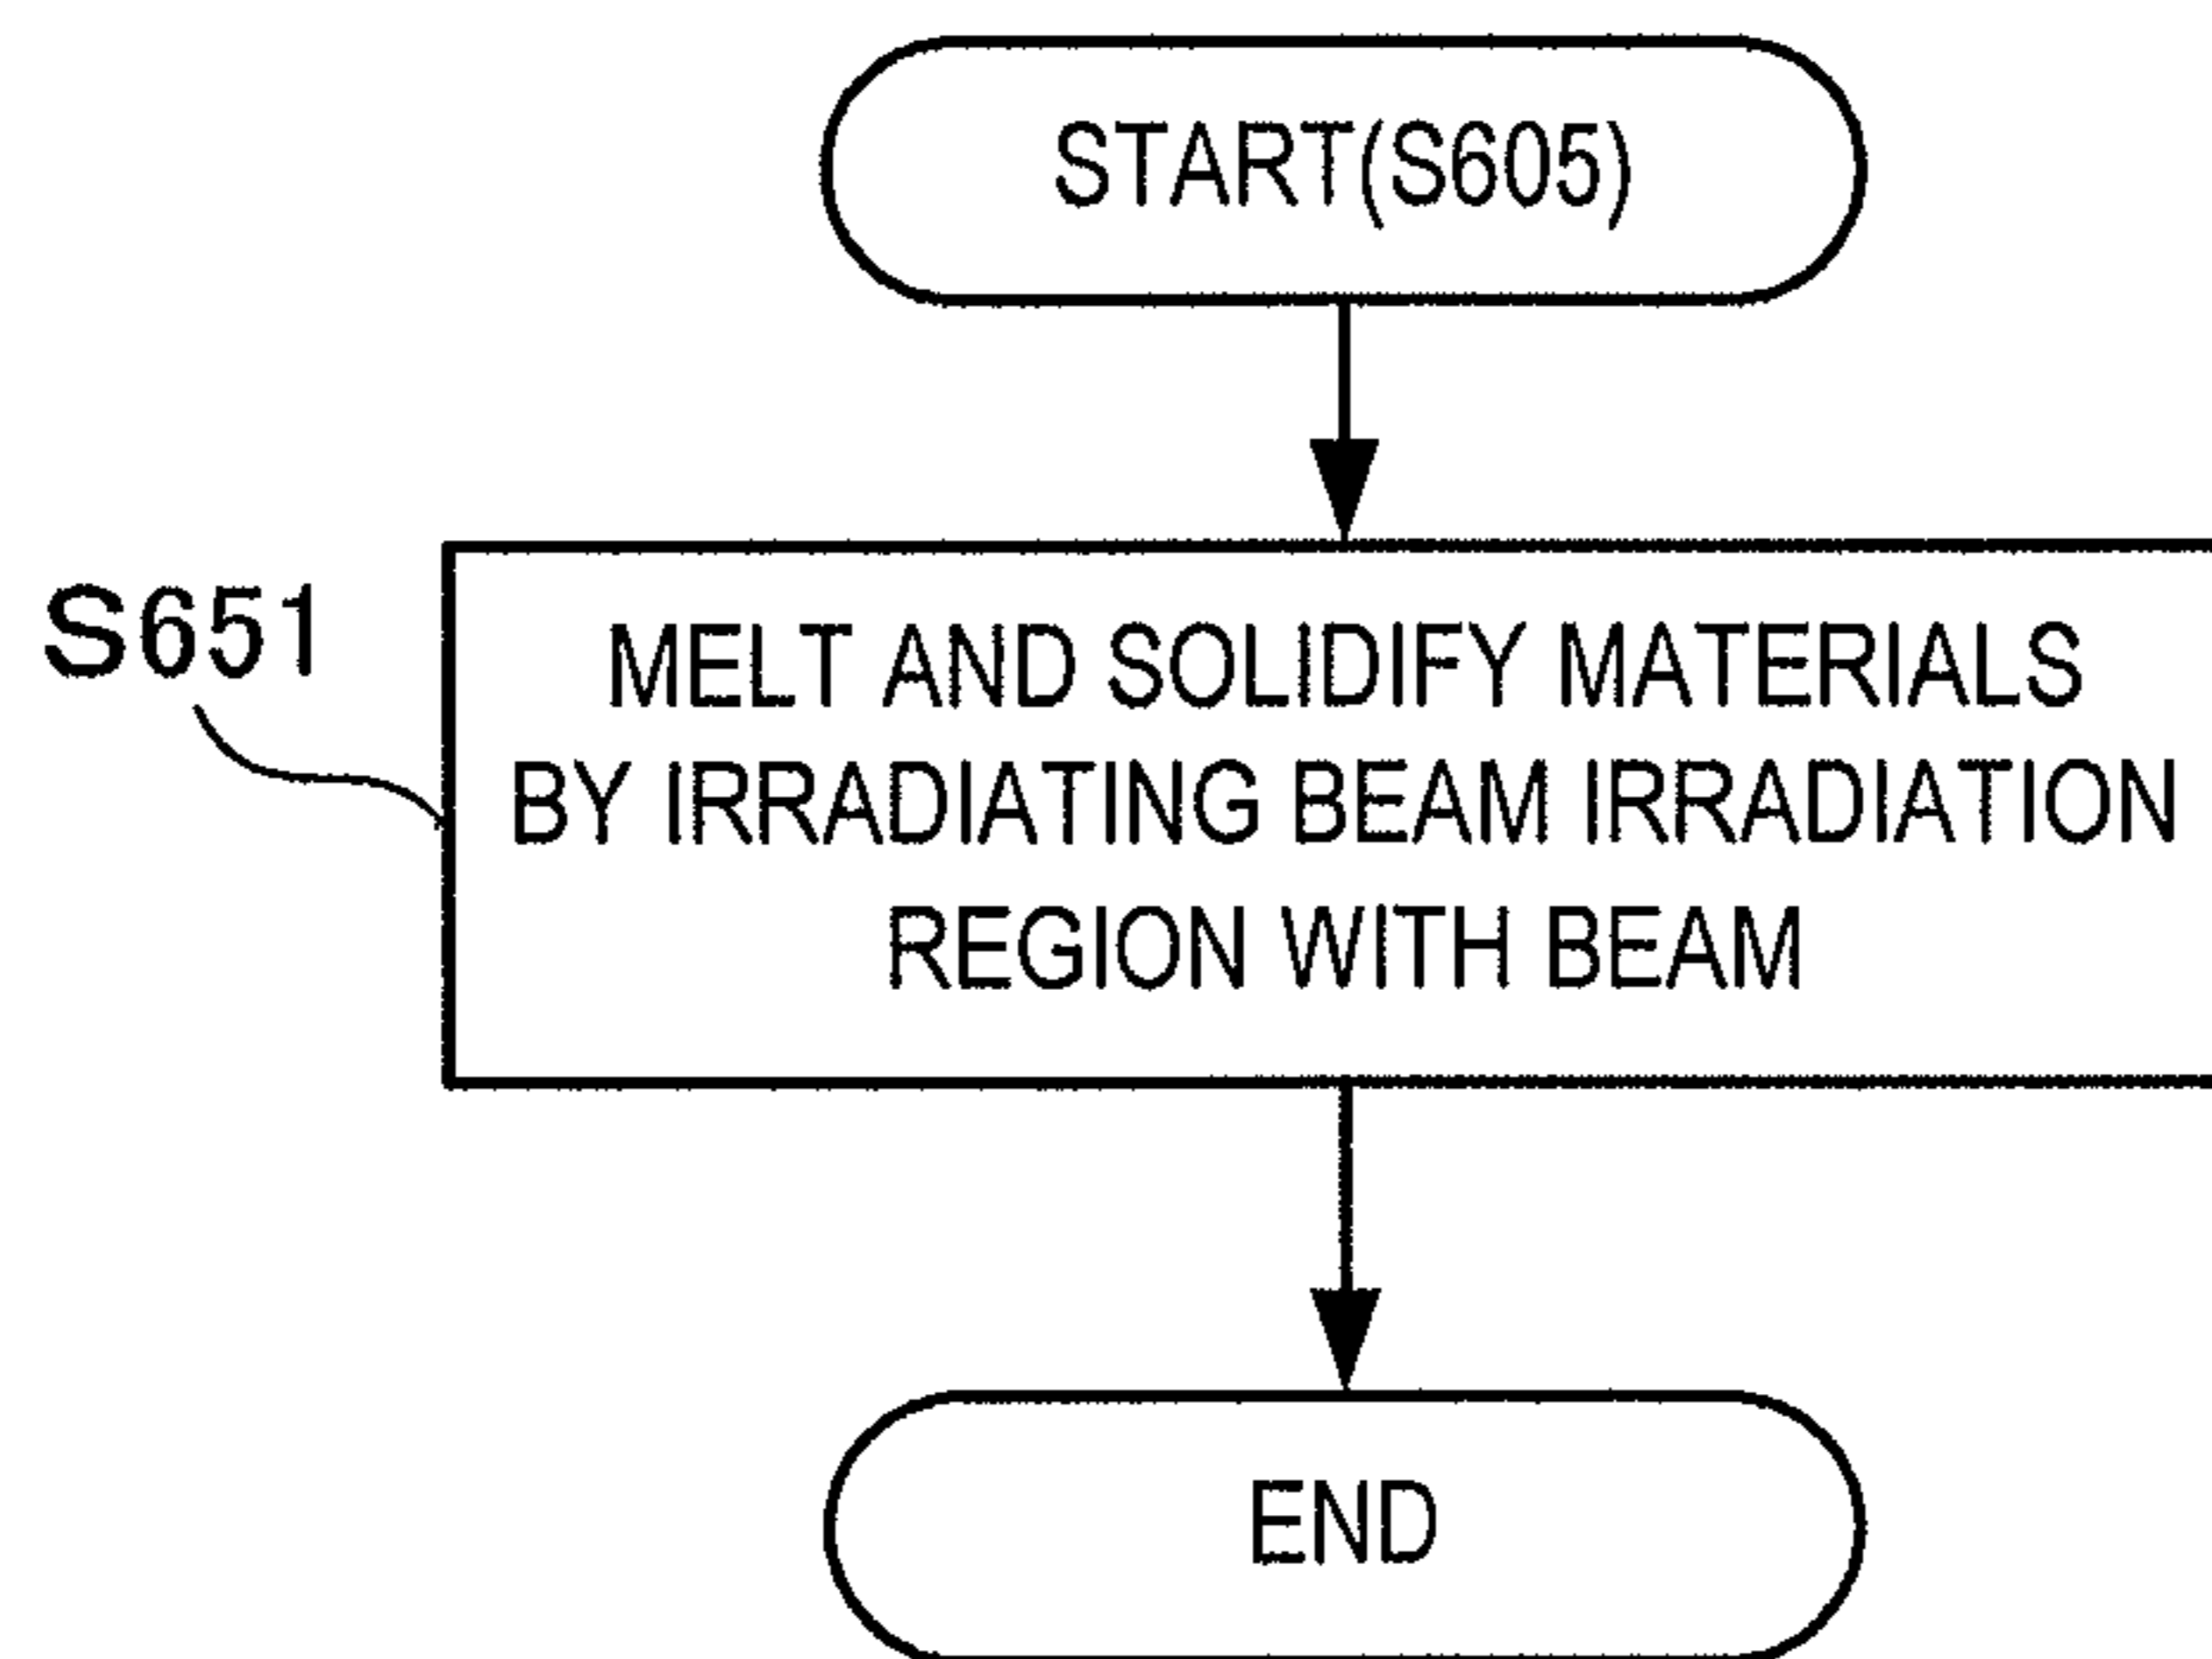 START(S605)
S651
MELT AND SOLIDIFY MATERIALS
BY IRRADIATING BEAM IRRADIATION
REGION WITH BEAM
END